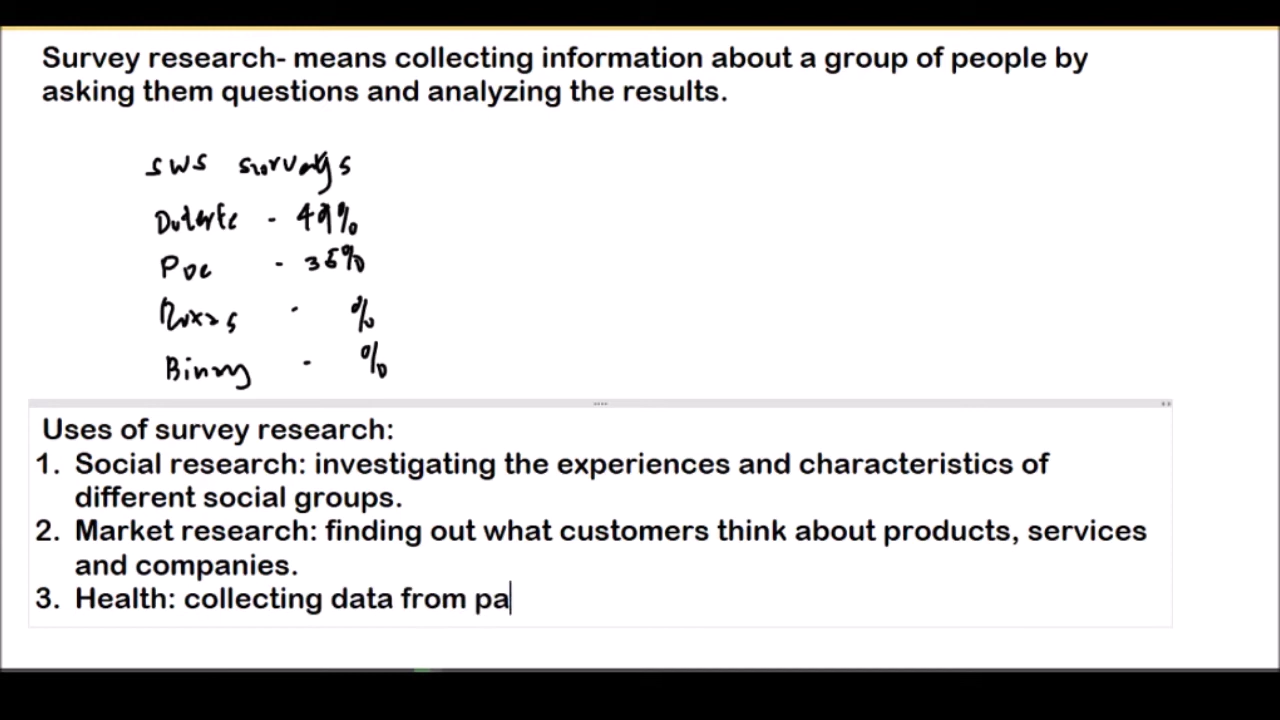 Survey research- means collecting information about a group of people by
asking them questions and analyzing the results.
SWS surveys
Duterte - 49%
Poe - 36%
Roxas - %
Binay - %
Uses of survey research:
1. Social research: investigating the experiences and characteristics of
different social groups.
2. Market research: finding out what customers think about products, services
and companies.
3. Health: collecting data from pa